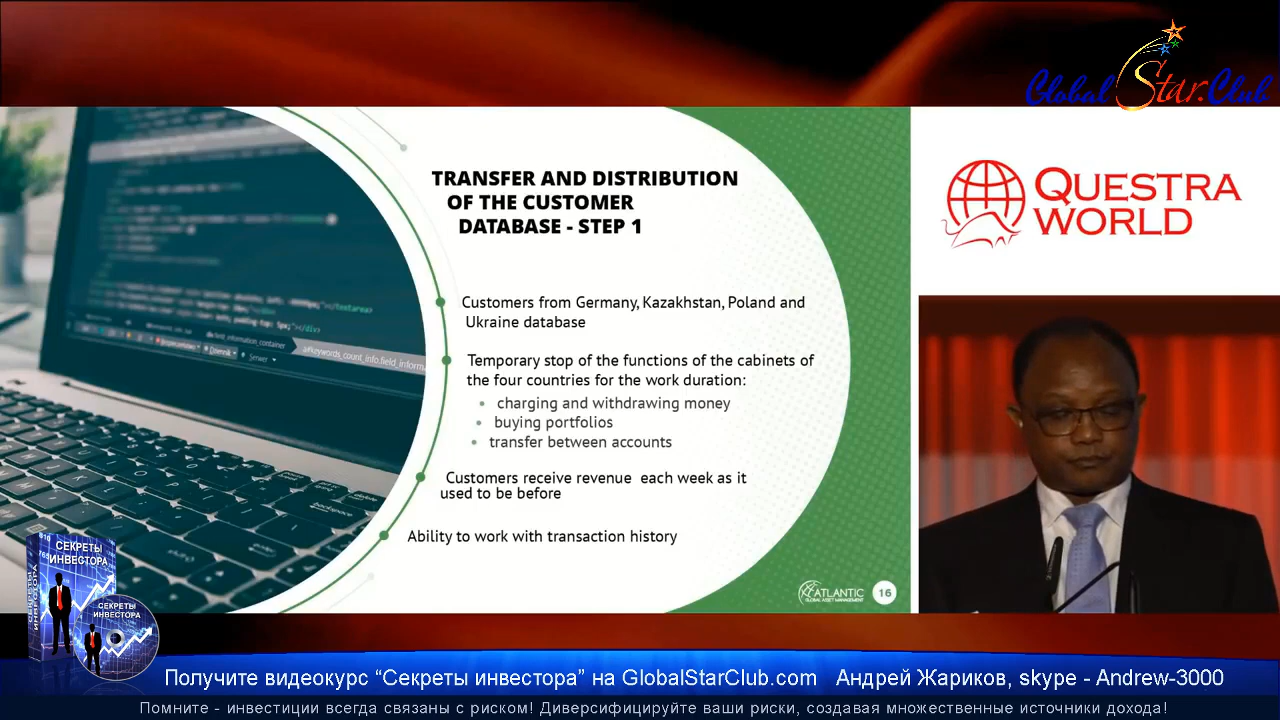 Global Star.Club
QUESTRA
WORLD
TRANSFER AND DISTRIBUTION
OF THE CUSTOMER
DATABASE - STEP 1
Customers from Germany, Kazakhstan, Poland and
Ukraine database
Temporary stop of the functions of the cabinets of
the four countries for the work duration:
charging and withdrawing money
buying portfolios
transfer between accounts
Customers receive revenue each week as it
used to be before
Ability to work with transaction history
ATLANTIC
GLOBAL ASSET MANAGEMENT
16
СЕКРЕТЫ
ИНВЕСТОРА
СЕКРЕТЫ
ИНВЕСТОРА
Получите видеокурс “Секреты инвестора” на GlobalStarClub.com Андрей Жариков, skype - Andrew-3000
Помните - инвестиции всегда связаны с риском! Диверсифицируйте ваши риски, создавая множественные источники дохода!